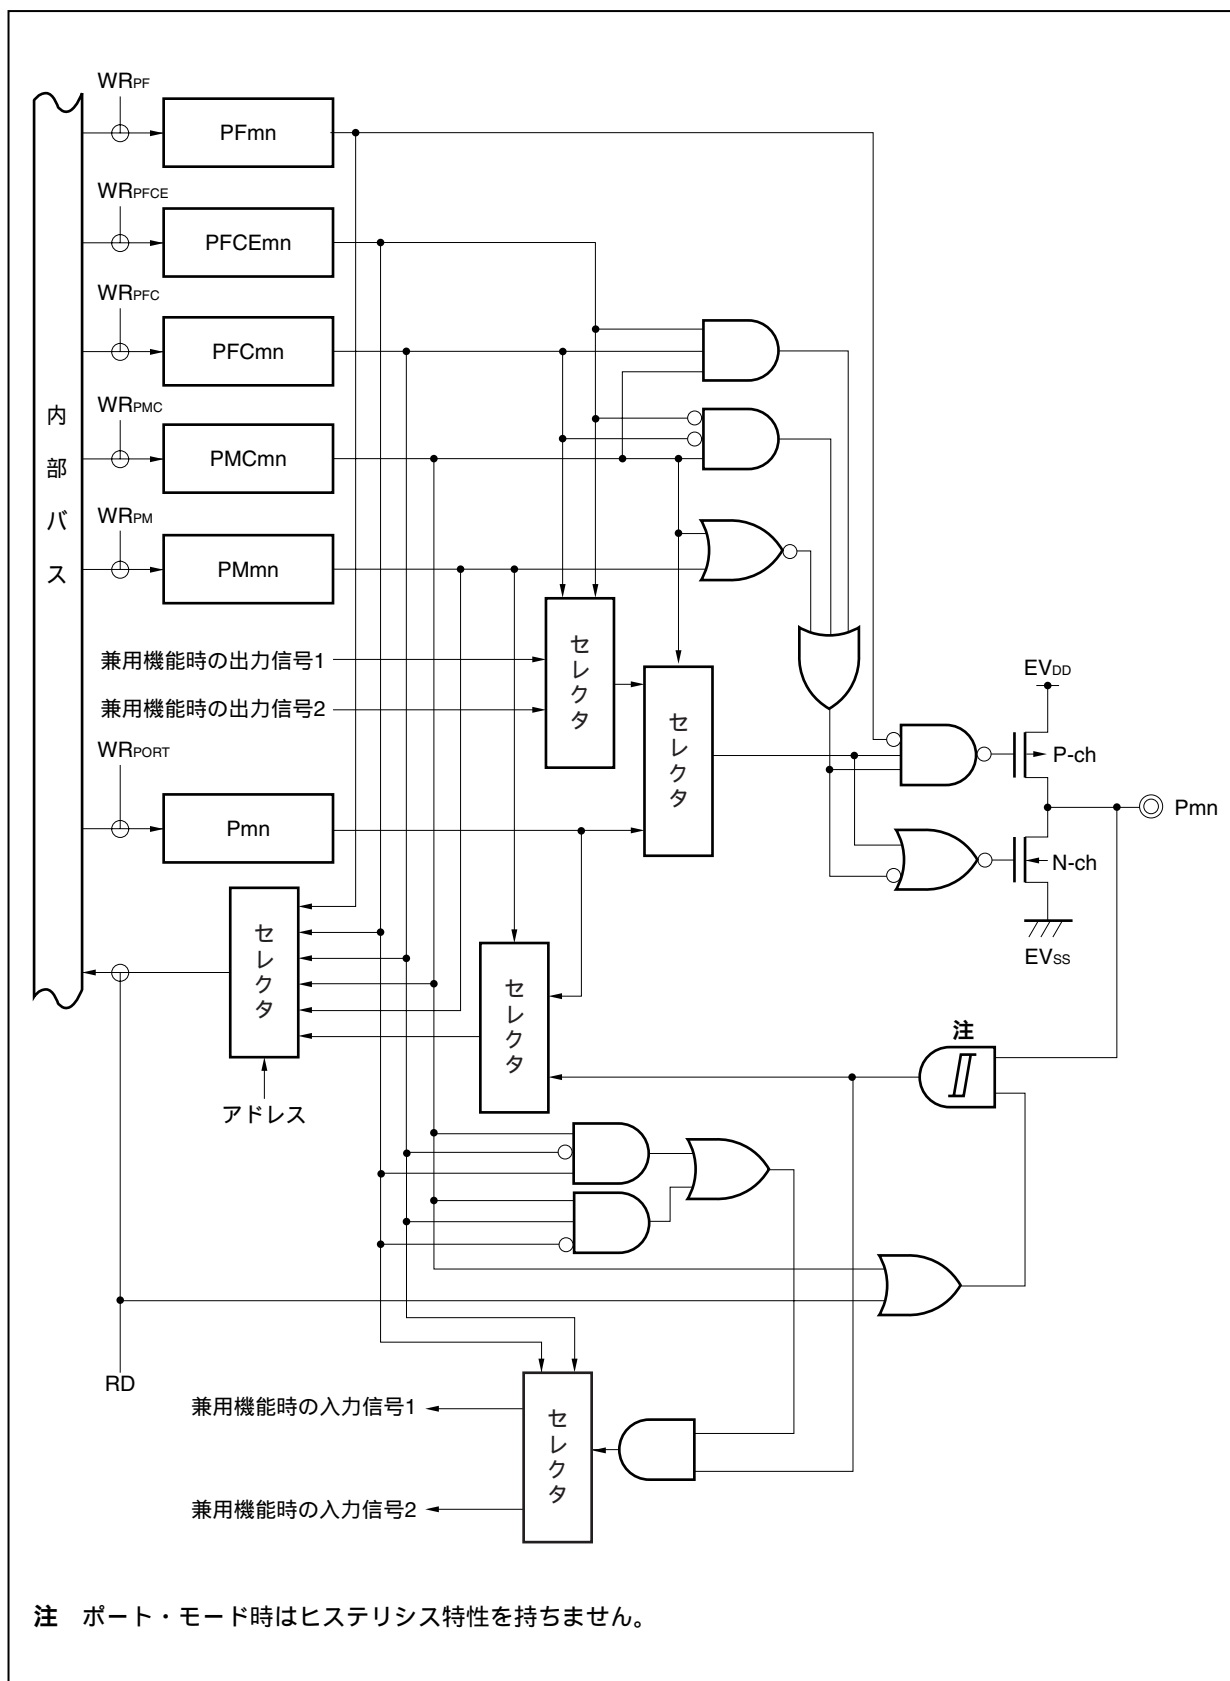 WRPF
PFmn
WRPFCE
PFCEmn
WRPFC
PFCmn
WRPMC
PMCmn
WRPM
PMmn
内部バス
兼用機能時の出力信号1
兼用機能時の出力信号2
セレクタ
セレクタ
WRPORT
Pmn
EVDD
P-ch
Pmn
N-ch
EVSS
セレクタ
セレクタ
アドレス
注
RD
兼用機能時の入力信号1
兼用機能時の入力信号2
セレクタ
注 ポート・モード時はヒステリシス特性を持ちません。